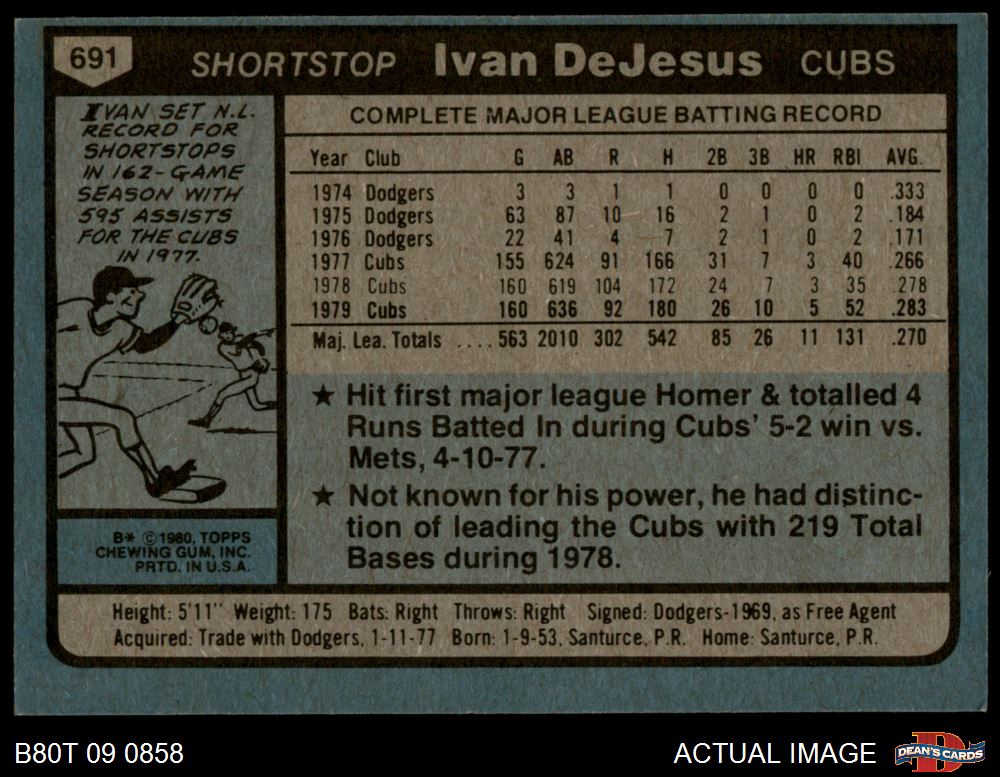 691 SHORTSTOP Ivan DeJesus CUBS
IVAN SET N.L.
RECORD FOR
SHORTSTOPS
IN 162-GAME
SEASON WITH
595 ASSISTS
FOR THE CUBS
IN 1977.
B* © 1980, TOPPS
CHEWING GUM, INC.
PRTD. IN U.S.A.
COMPLETE MAJOR LEAGUE BATTING RECORD
Year Club G AB R H 2B 3B HR RBI AVG.
1974 Dodgers 3 3 1 1 0 0 0 0 .333
1975 Dodgers 63 87 10 16 2 1 0 2 .184
1976 Dodgers 22 41 4 7 2 1 0 2 .171
1977 Cubs 155 624 91 166 31 7 3 40 .266
1978 Cubs 160 619 104 172 24 7 3 35 .278
1979 Cubs 160 636 92 180 26 10 5 52 .283
Maj. Lea. Totals .... 563 2010 302 542 85 26 11 131 .270
★ Hit first major league Homer & totalled 4
Runs Batted In during Cubs' 5-2 win vs.
Mets, 4-10-77.
★ Not known for his power, he had distinc-
tion of leading the Cubs with 219 Total
Bases during 1978.
Height: 5'11" Weight: 175 Bats: Right Throws: Right Signed: Dodgers-1969, as Free Agent
Acquired: Trade with Dodgers, 1-11-77 Born: 1-9-53, Santurce, P.R. Home: Santurce, P.R.
B80T 09 0858 ACTUAL IMAGE DEAN'S CARDS